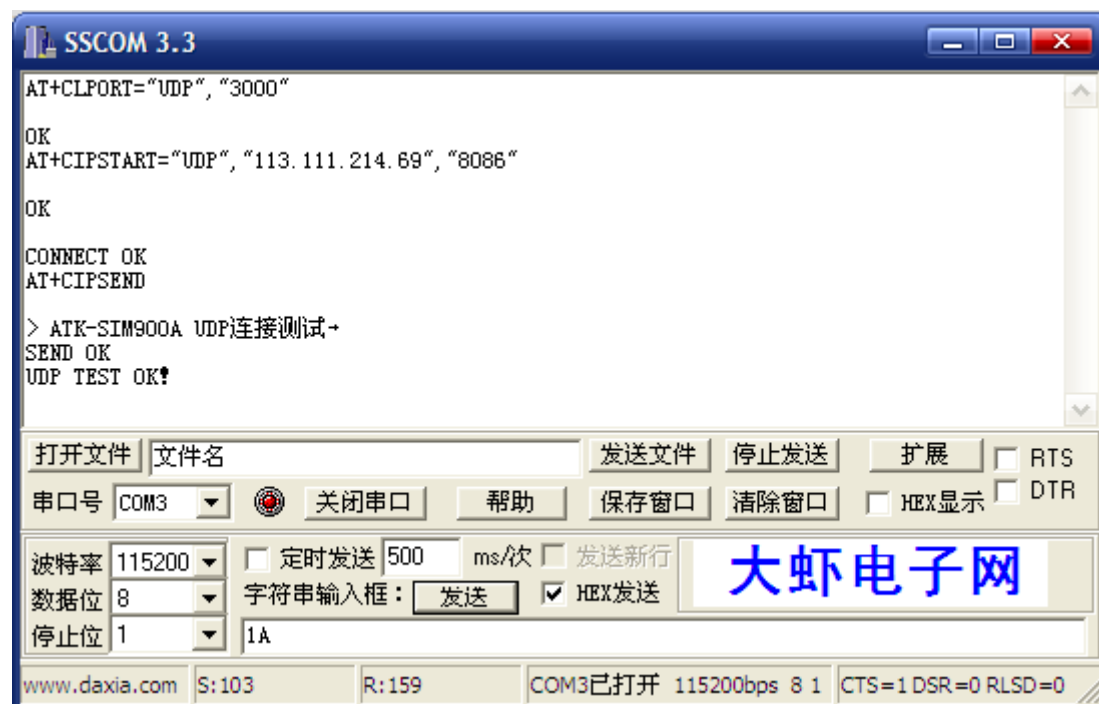 SSCOM 3.3
AT+CLPORT="UDP","3000"
OK
AT+CIPSTART="UDP","113.111.214.69","8086"
OK
CONNECT OK
AT+CIPSEND
> ATK-SIM900A UDP连接测试→
SEND OK
UDP TEST OK!
打开文件 文件名 发送文件 停止发送 扩展 RTS
串口号 COM3 关闭串口 帮助 保存窗口 清除窗口 HEX显示 DTR
波特率 115200 定时发送 500 ms/次 发送新行 大虾电子网
数据位 8 字符串输入框: 发送 HEX发送
停止位 1 1A
www.daxia.com S:103 R:159 COM3已打开 115200bps 8 1 CTS=1 DSR=0 RLSD=0